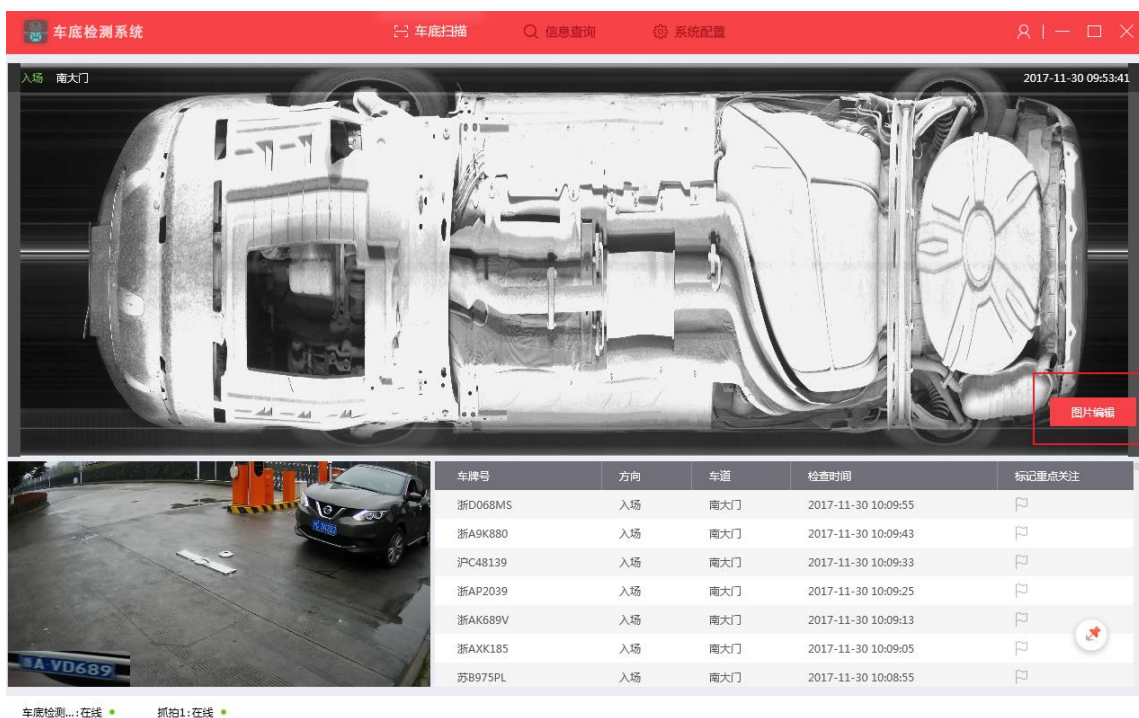 车底检测系统
车底扫描
信息查询
系统配置
入场 南大门
2017-11-30 09:53:41
图片编辑
车牌号 方向 车道 检查时间 标记重点关注
浙D068MS 入场 南大门 2017-11-30 10:09:55
浙A9K880 入场 南大门 2017-11-30 10:09:43
沪C48139 入场 南大门 2017-11-30 10:09:33
浙AP2039 入场 南大门 2017-11-30 10:09:25
浙AK689V 入场 南大门 2017-11-30 10:09:13
浙AXK185 入场 南大门 2017-11-30 10:09:05
苏B975PL 入场 南大门 2017-11-30 10:08:55
A·VD689
车底检测...:在线
抓拍1:在线